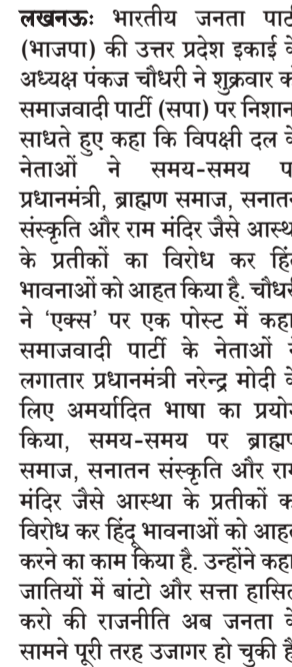 लखनऊः भारतीय जनता पार्ट
(भाजपा) की उत्तर प्रदेश इकाई वे
अध्यक्ष पंकज चौधरी ने शुक्रवार क
समाजवादी पार्टी (सपा) पर निशान
साधते हुए कहा कि विपक्षी दल वे
नेताओं ने समय-समय प
प्रधानमंत्री, ब्राह्मण समाज, सनातन
संस्कृति और राम मंदिर जैसे आस्थ
के प्रतीकों का विरोध कर हिंद
भावनाओं को आहत किया है. चौधर
ने ‘एक्स’ पर एक पोस्ट में कहा
समाजवादी पार्टी के नेताओं
लगातार प्रधानमंत्री नरेन्द्र मोदी वे
लिए अमर्यादित भाषा का प्रयो
किया, समय-समय पर ब्राह्मण
समाज, सनातन संस्कृति और रा
मंदिर जैसे आस्था के प्रतीकों क
विरोध कर हिंदू भावनाओं को आह
करने का काम किया है. उन्होंने कहा
जातियों में बांटो और सत्ता हासि
करो की राजनीति अब जनता वे
सामने पूरी तरह उजागर हो चुकी है